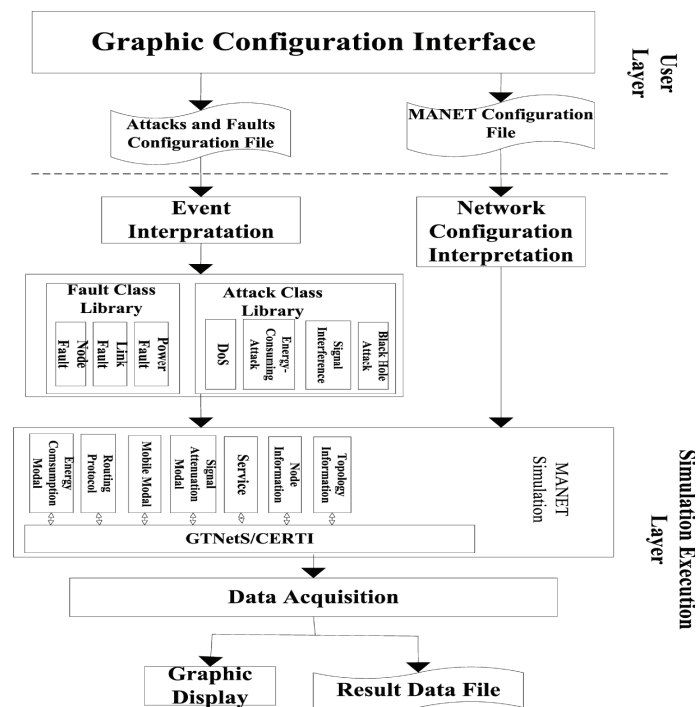 Graphic Configuration Interface
User
Layer
Attacks and Faults
Configuration File
MANET Configuration
File
Event
Interpratation
Network
Configuration
Interpretation
Fault Class
Library
Node
Fault
Link
Fault
Power
Fault
Attack Class
Library
DoS
Energy-
Consuming
Attack
Signal
Interference
Black Hole
Attack
Energy
Comsumption
Modal
Routing
Protocol
Mobile Modal
Signal
Attenuation
Modal
Service
Node
Information
Topology
Information
MANET
Simulation
GTNetS/CERTI
Simulation Execution
Layer
Data Acquisition
Graphic
Display
Result Data File